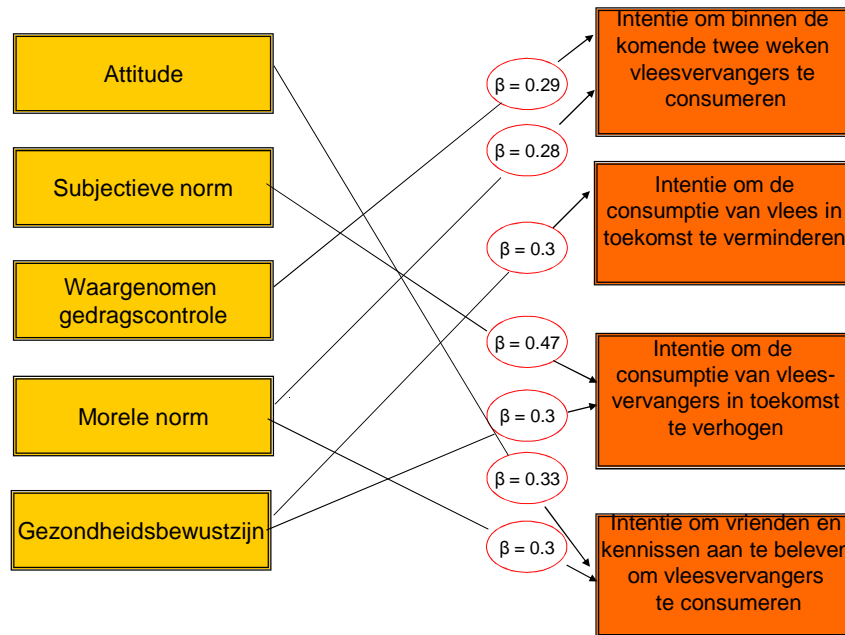 Attitude
Subjectieve norm
Waargenomen
gedragscontrole
Morele norm
Gezondheidsbewustzijn
β = 0.29
β = 0.28
β = 0.3
β = 0.47
β = 0.3
β = 0.33
β = 0.3
Intentie om binnen de
komende twee weken
vleesvervangers te
consumeren
Intentie om de
consumptie van vlees in
toekomst te verminderen
Intentie om de
consumptie van vlees-
vervangers in toekomst
te verhogen
Intentie om vrienden en
kennissen aan te bevelen
om vleesvervangers
te consumeren